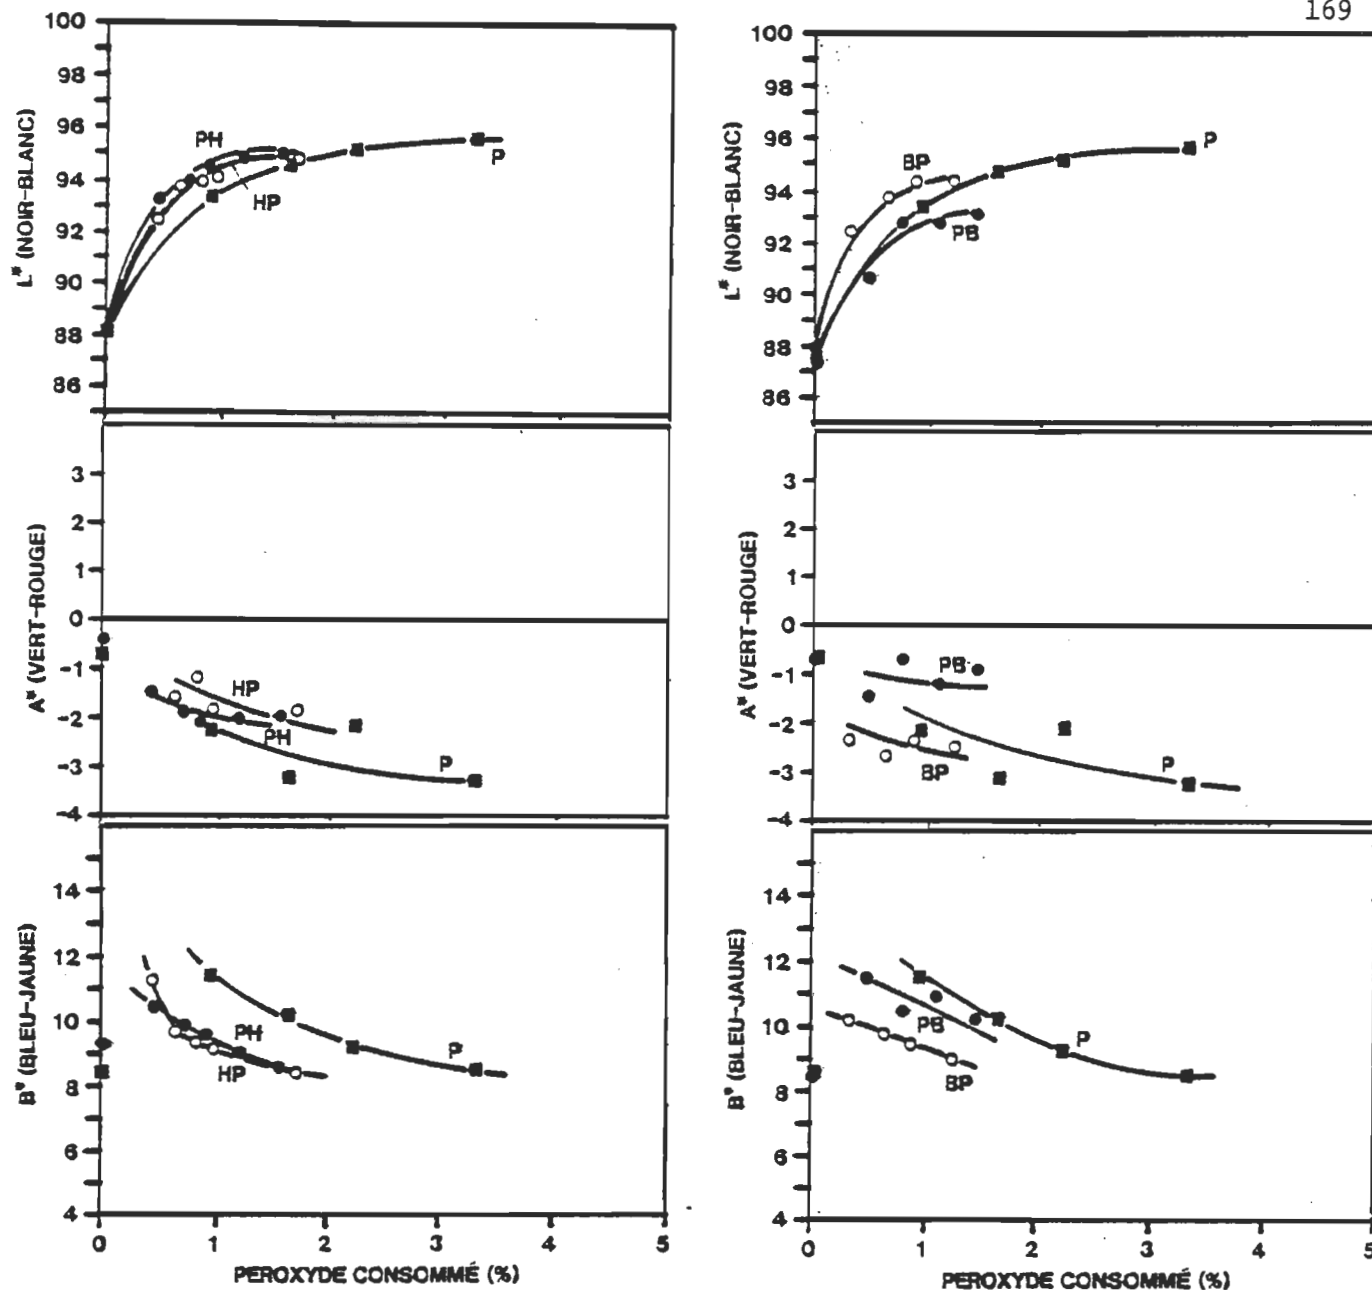 169
100
98
96
94
92
90
88
86
L* (NOIR-BLANC)
PH
HP
P
3
2
1
0
-1
-2
-3
-4
A* (VERT-ROUGE)
HP
PH
P
14
12
10
8
6
4
B* (BLEU-JAUNE)
PH
HP
P
0 1 2 3 4 5
PEROXYDE CONSOMMÉ (%)
100
98
96
94
92
90
88
86
L* (NOIR-BLANC)
BP
P
PB
3
2
1
0
-1
-2
-3
-4
A* (VERT-ROUGE)
PB
BP
P
14
12
10
8
6
4
B* (BLEU-JAUNE)
PB
BP
P
0 1 2 3 4 5
PEROXYDE CONSOMMÉ (%)